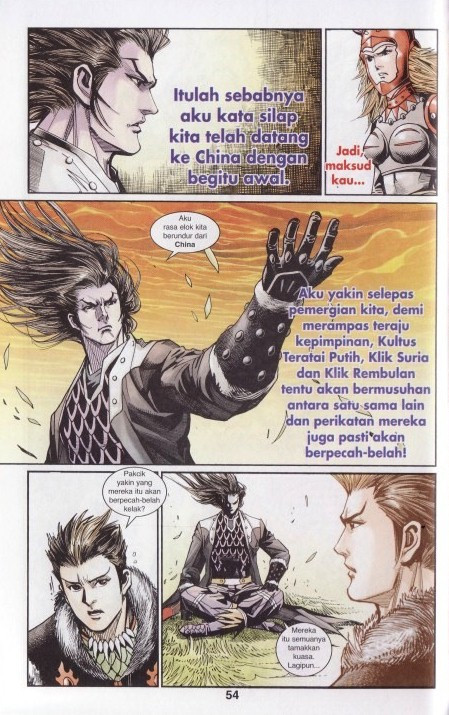 Itulah sebabnya
aku kata silap
kita telah datang
ke China dengan
begitu awal.
Jadi,
maksud
kau...
Aku
rasa elok kita
berundur dari
China
Aku yakin selepas
pemergian kita, demi
merampas teraju
kepimpinan, Kultus
Teratai Putih, Klik Suria
dan Klik Rembulan
tentu akan bermusuhan
antara satu sama lain
dan perikatan mereka
juga pasti akan
berpecah-belah!
Pakcik
yakin yang
mereka itu akan
berpecah-belah
kelak?
Mereka
itu semuanya
tamakkan
kuasa.
Lagipun...
54